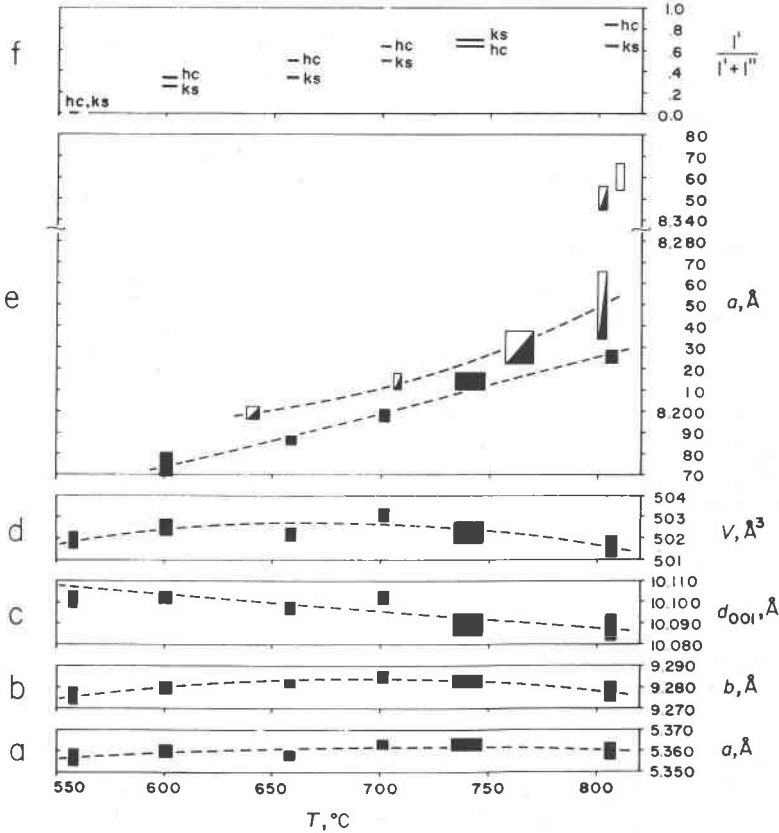 f
hc,ks
hc
ks
hc
ks
hc
ks
ks
hc
hc
ks
1.0
.8
.6
.4
.2
0.0
I'
I'+I"
e
80
70
60
50
8.340
8.280
70
60
50
40
30
20
10
8.200
90
80
70
a,Å
d
504
503
502
501
V,Å³
c
10.110
10.100
10.090
10.080
d₀₀₁,Å
b
9.290
9.280
9.270
b,Å
a
5.370
5.360
5.350
a,Å
550 600 650 700 750 800
T,°C